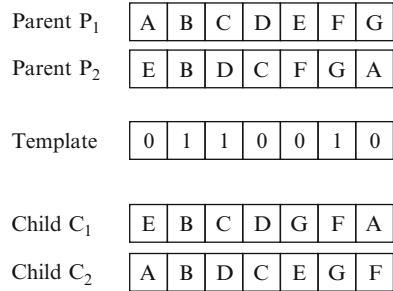 Parent P₁ A B C D E F G
Parent P₂ E B D C F G A
Template 0 1 1 0 0 1 0
Child C₁ E B C D G F A
Child C₂ A B D C E G F